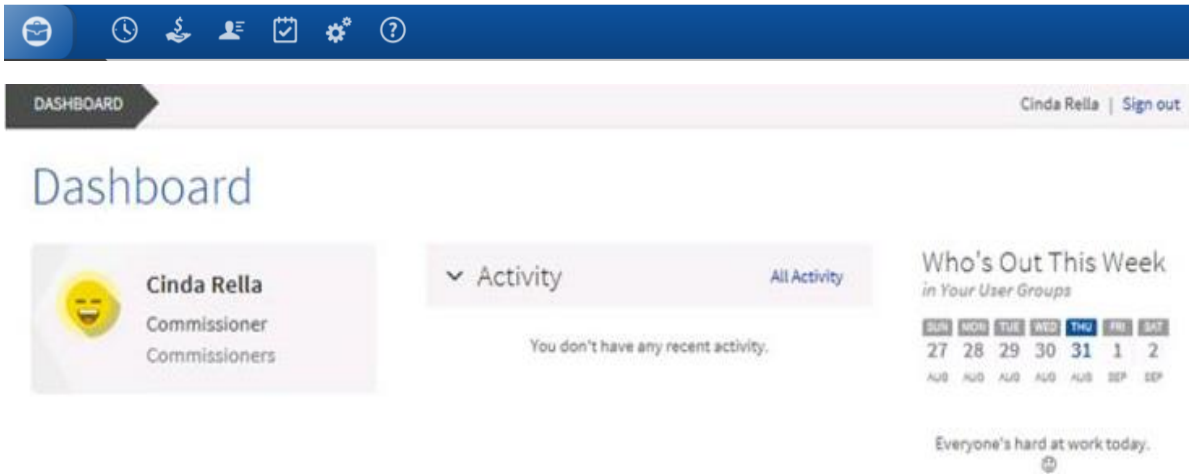 DASHBOARD
Cinda Rella | Sign out
Dashboard
Cinda Rella
Commissioner
Commissioners
Activity
All Activity
You don't have any recent activity.
Who's Out This Week
in Your User Groups
SUN MON TUE WED THU FRI SAT
27 28 29 30 31 1 2
AUG AUG AUG AUG AUG SEP SEP
Everyone's hard at work today.